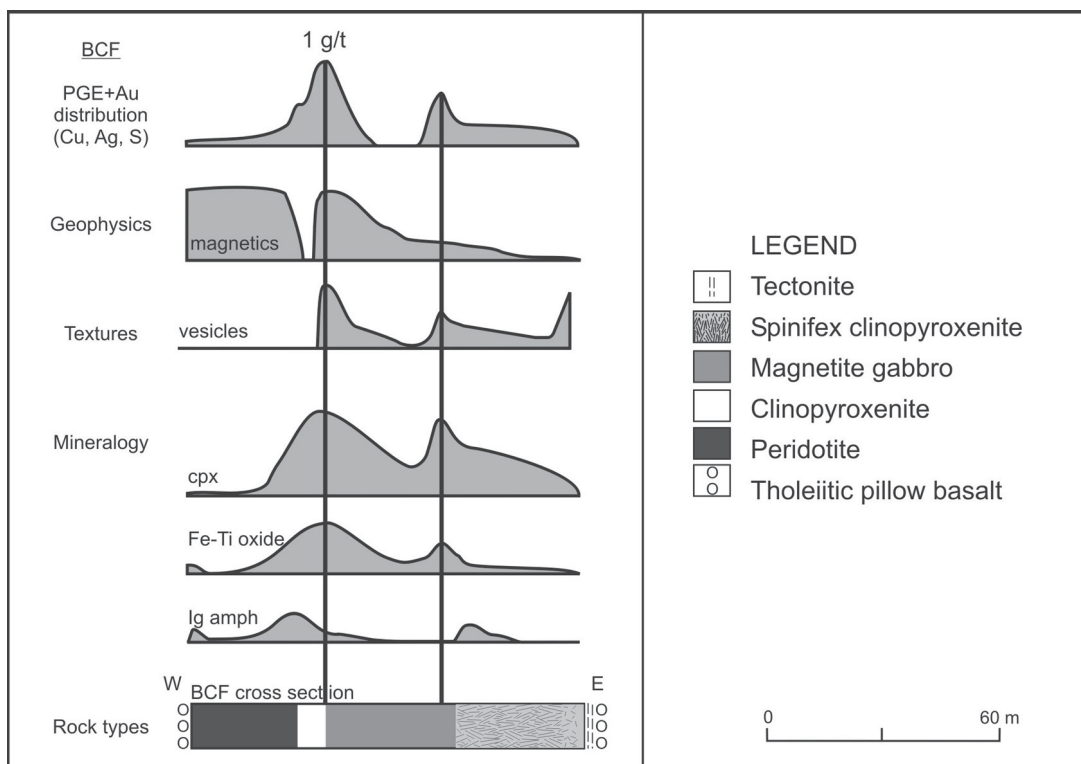 BCF
1 g/t
PGE+Au
distribution
(Cu, Ag, S)
Geophysics
magnetics
Textures
vesicles
Mineralogy
cpx
Fe-Ti oxide
Ig amph
W
BCF cross sectiion
E
Rock types
LEGEND
Tectonite
Spinifex clinopyroxenite
Magnetite gabbro
Clinopyroxenite
Peridotite
Tholeiitic pillow basalt
0
60 m